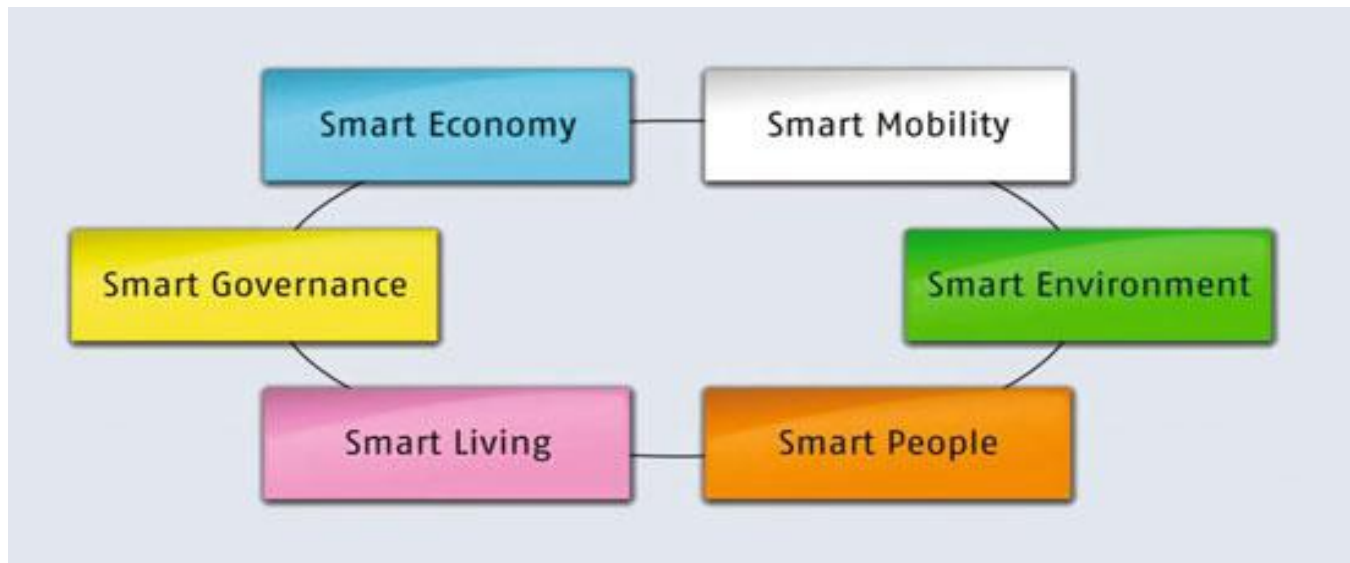 Smart Economy
Smart Mobility
Smart Governance
Smart Environment
Smart Living
Smart People